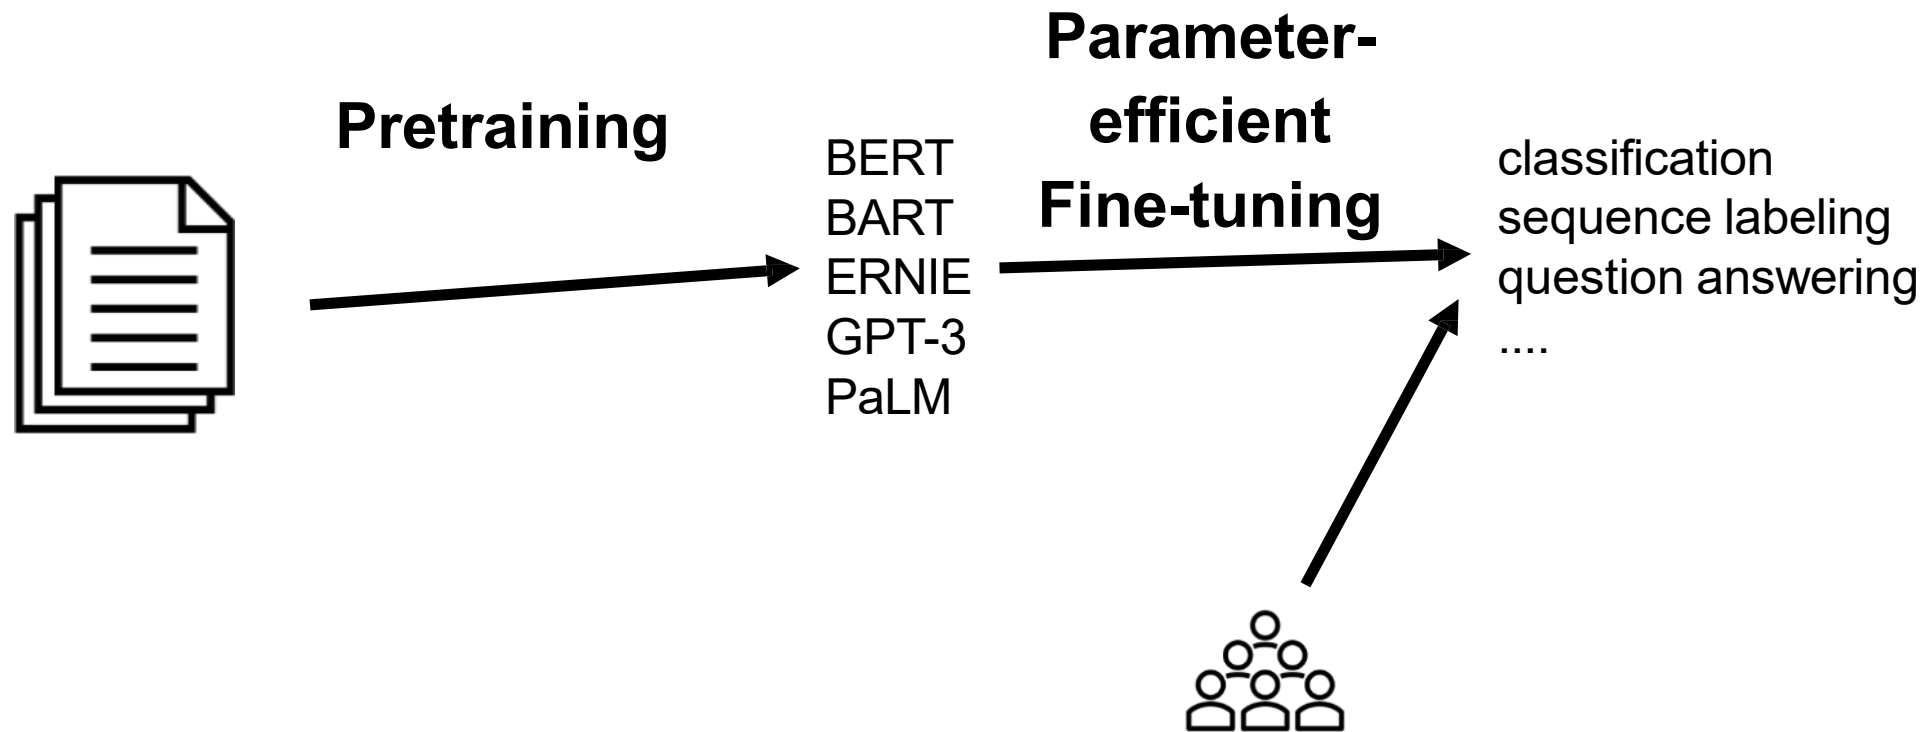 Pretraining
BERT
BART
ERNIE
GPT-3
PaLM
Parameter-
efficient
Fine-tuning
classification
sequence labeling
question answering
....